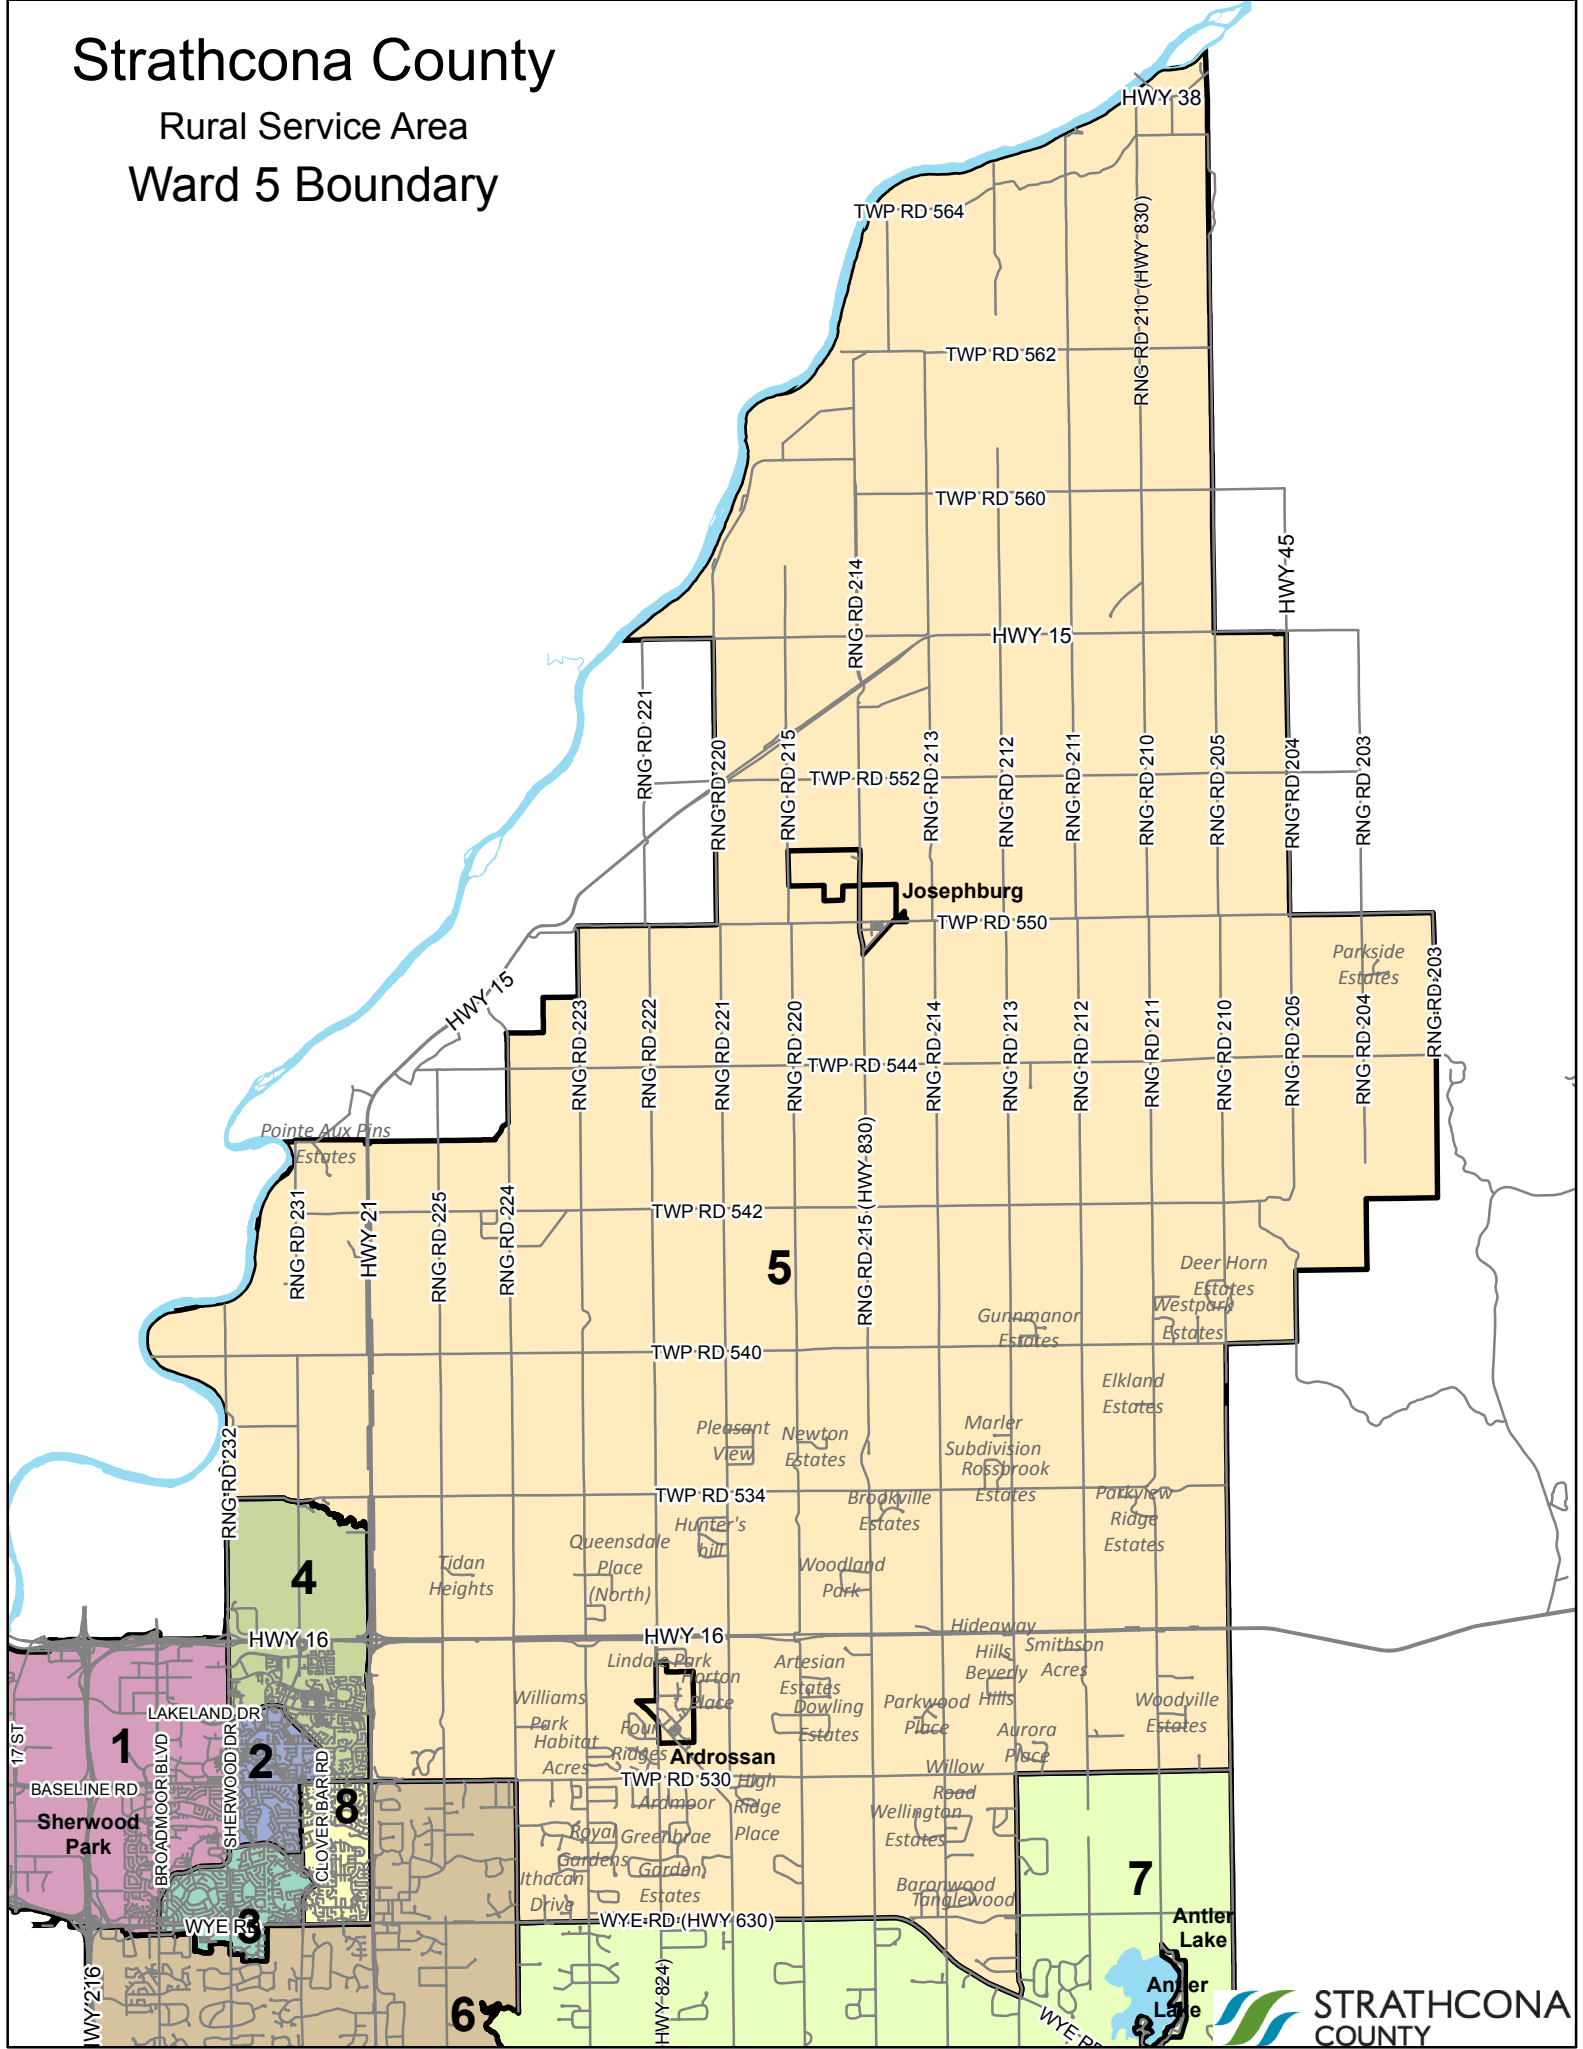 Strathcona County
Rural Service Area
Ward 5 Boundary
HWY 38
TWP RD 564
RNG RD 210 (HWY 830)
TWP RD 562
TWP RD 560
HWY 45
RNG RD 214
HWY 15
RNG RD 221
RNG RD 220
RNG RD 215
TWP RD 552
RNG RD 213
RNG RD 212
RNG RD 211
RNG RD 210
RNG RD 205
RNG RD 204
RNG RD 203
Josephburg
TWP RD 550
Parkside
Estates
RNG RD 203
HWY 15
RNG RD 223
RNG RD 222
RNG RD 221
RNG RD 220
TWP RD 544
RNG RD 214
RNG RD 213
RNG RD 212
RNG RD 211
RNG RD 210
RNG RD 205
RNG RD 204
Pointe Aux Pins
Estates
RNG RD 231
HWY 21
RNG RD 225
RNG RD 224
TWP RD 542
RNG RD 215 (HWY 830)
5
Deer Horn
Estates
Westpark
Estates
Gunnmanor
Estates
TWP RD 540
Elkland
Estates
RNG RD 232
Pleasant
View
Newton
Estates
Marler
Subdivision
Rossbrook
Estates
TWP RD 534
Brookville
Estates
Parkview
Ridge
Estates
Hunter's
hill
Queensdale
Place
(North)
Tidan
Heights
Woodland
Park
4
HWY 16
HWY 16
Hideaway
Hills
Smithson
Acres
Lindale Park
Horton
Place
Artesian
Estates
Beverly
Hills
Dowling
Estates
Parkwood
Place
Woodville
Estates
Williams
Park
Habitat
Acres
Four
Ridges
Aurora
Place
Ardrossan
LAKELAND DR
17 ST
1
2
BROADMOOR BLVD
SHERWOOD DR
CLOVER BAR RD
BASELINE RD
8
Sherwood
Park
TWP RD 530
High
Ridge
Place
Willow
Road
Ardmoor
Wellington
Estates
Royal
Gardens
Greenbrae
Garden
Estates
Ithacan
Drive
Baronwood
Tanglewood
7
WYE RD
3
WYE RD (HWY 630)
Antler
Lake
Antler
Lake
HWY 216
6
(HWY 824)
STRATHCONA
COUNTY